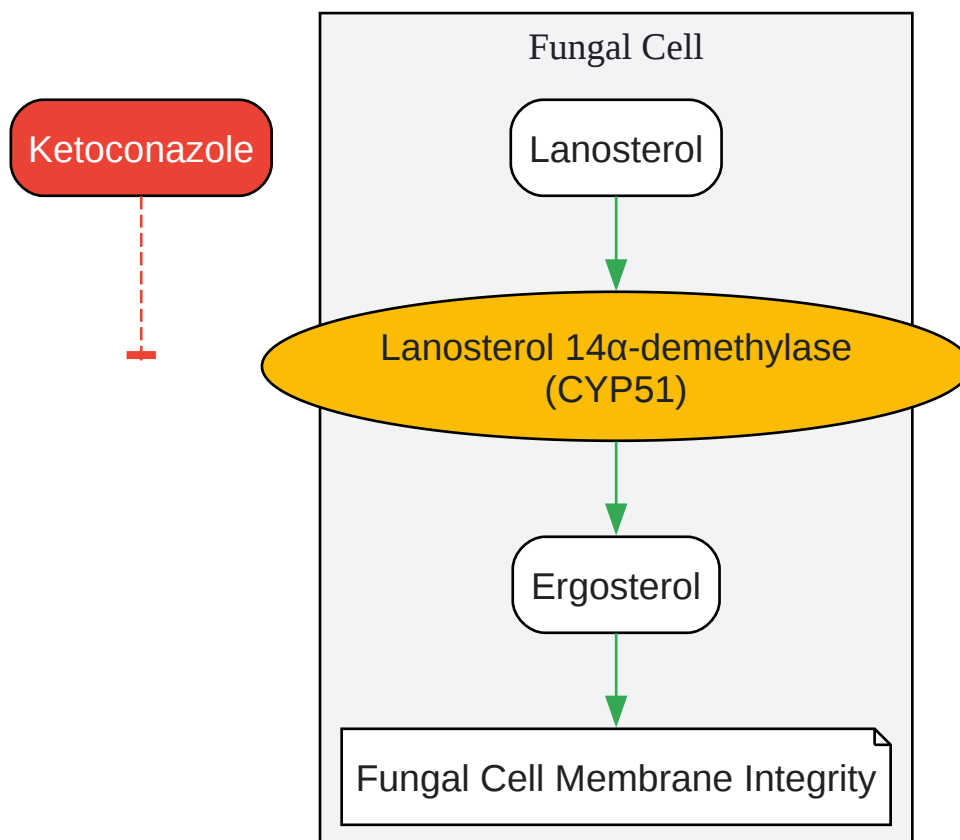 Fungal Cell
Ketoconazole
Lanosterol
Lanosterol 14α-demethylase
(CYP51)
Ergosterol
Fungal Cell Membrane Integrity